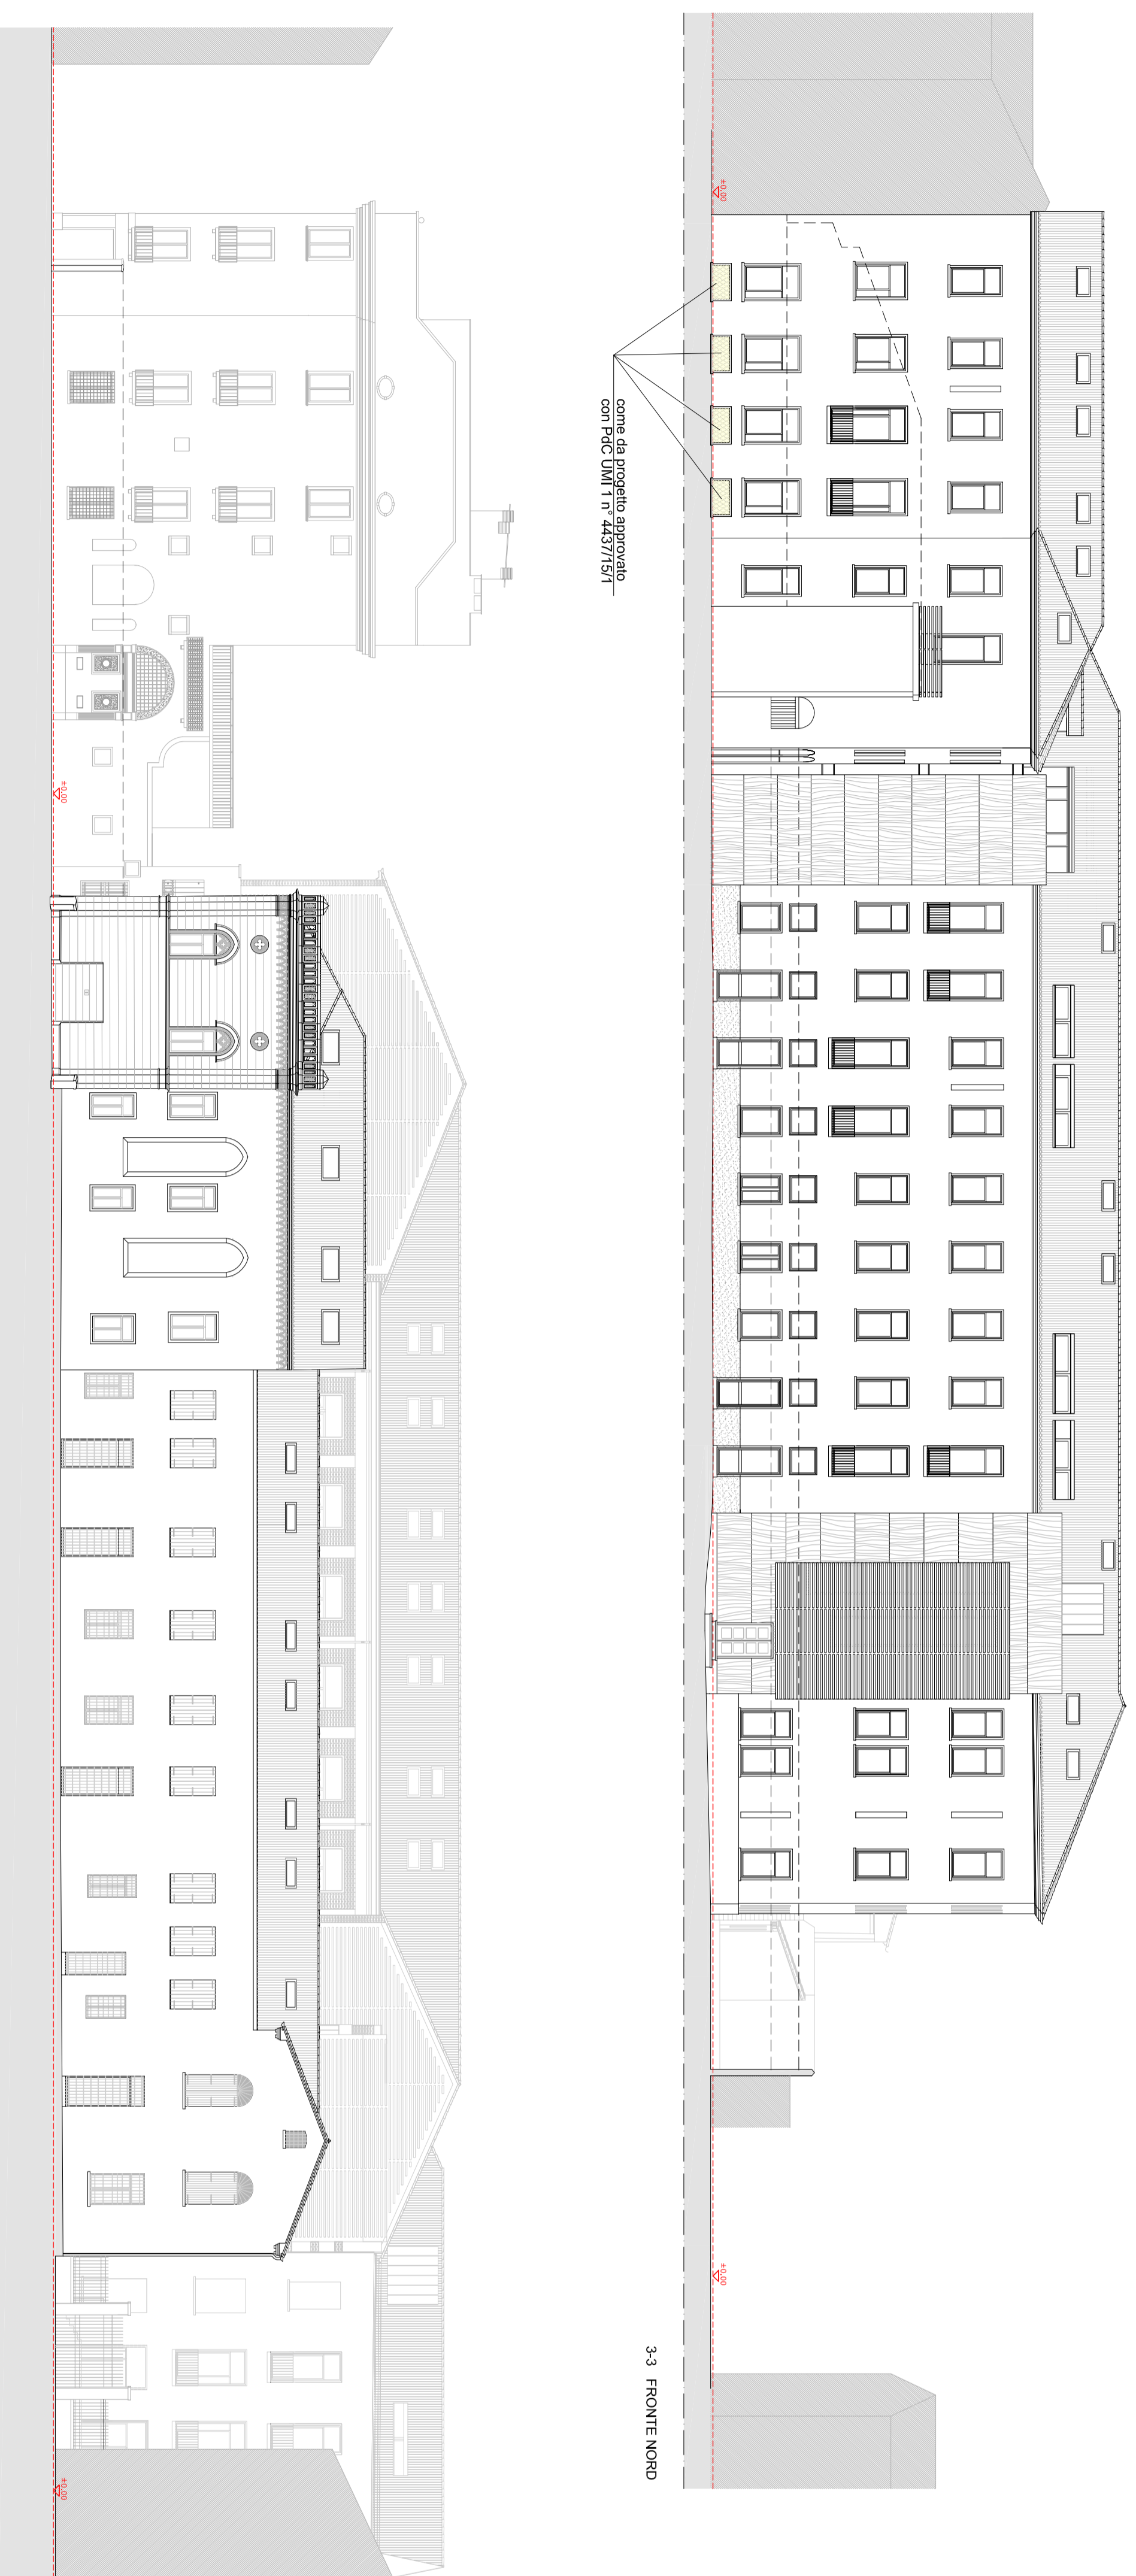 ±0.00
come da progetto approvato
con PdC UMI 1 n° 4437/15/1
±0.00
3-3 FRONTE NORD
±0.00
±0.00